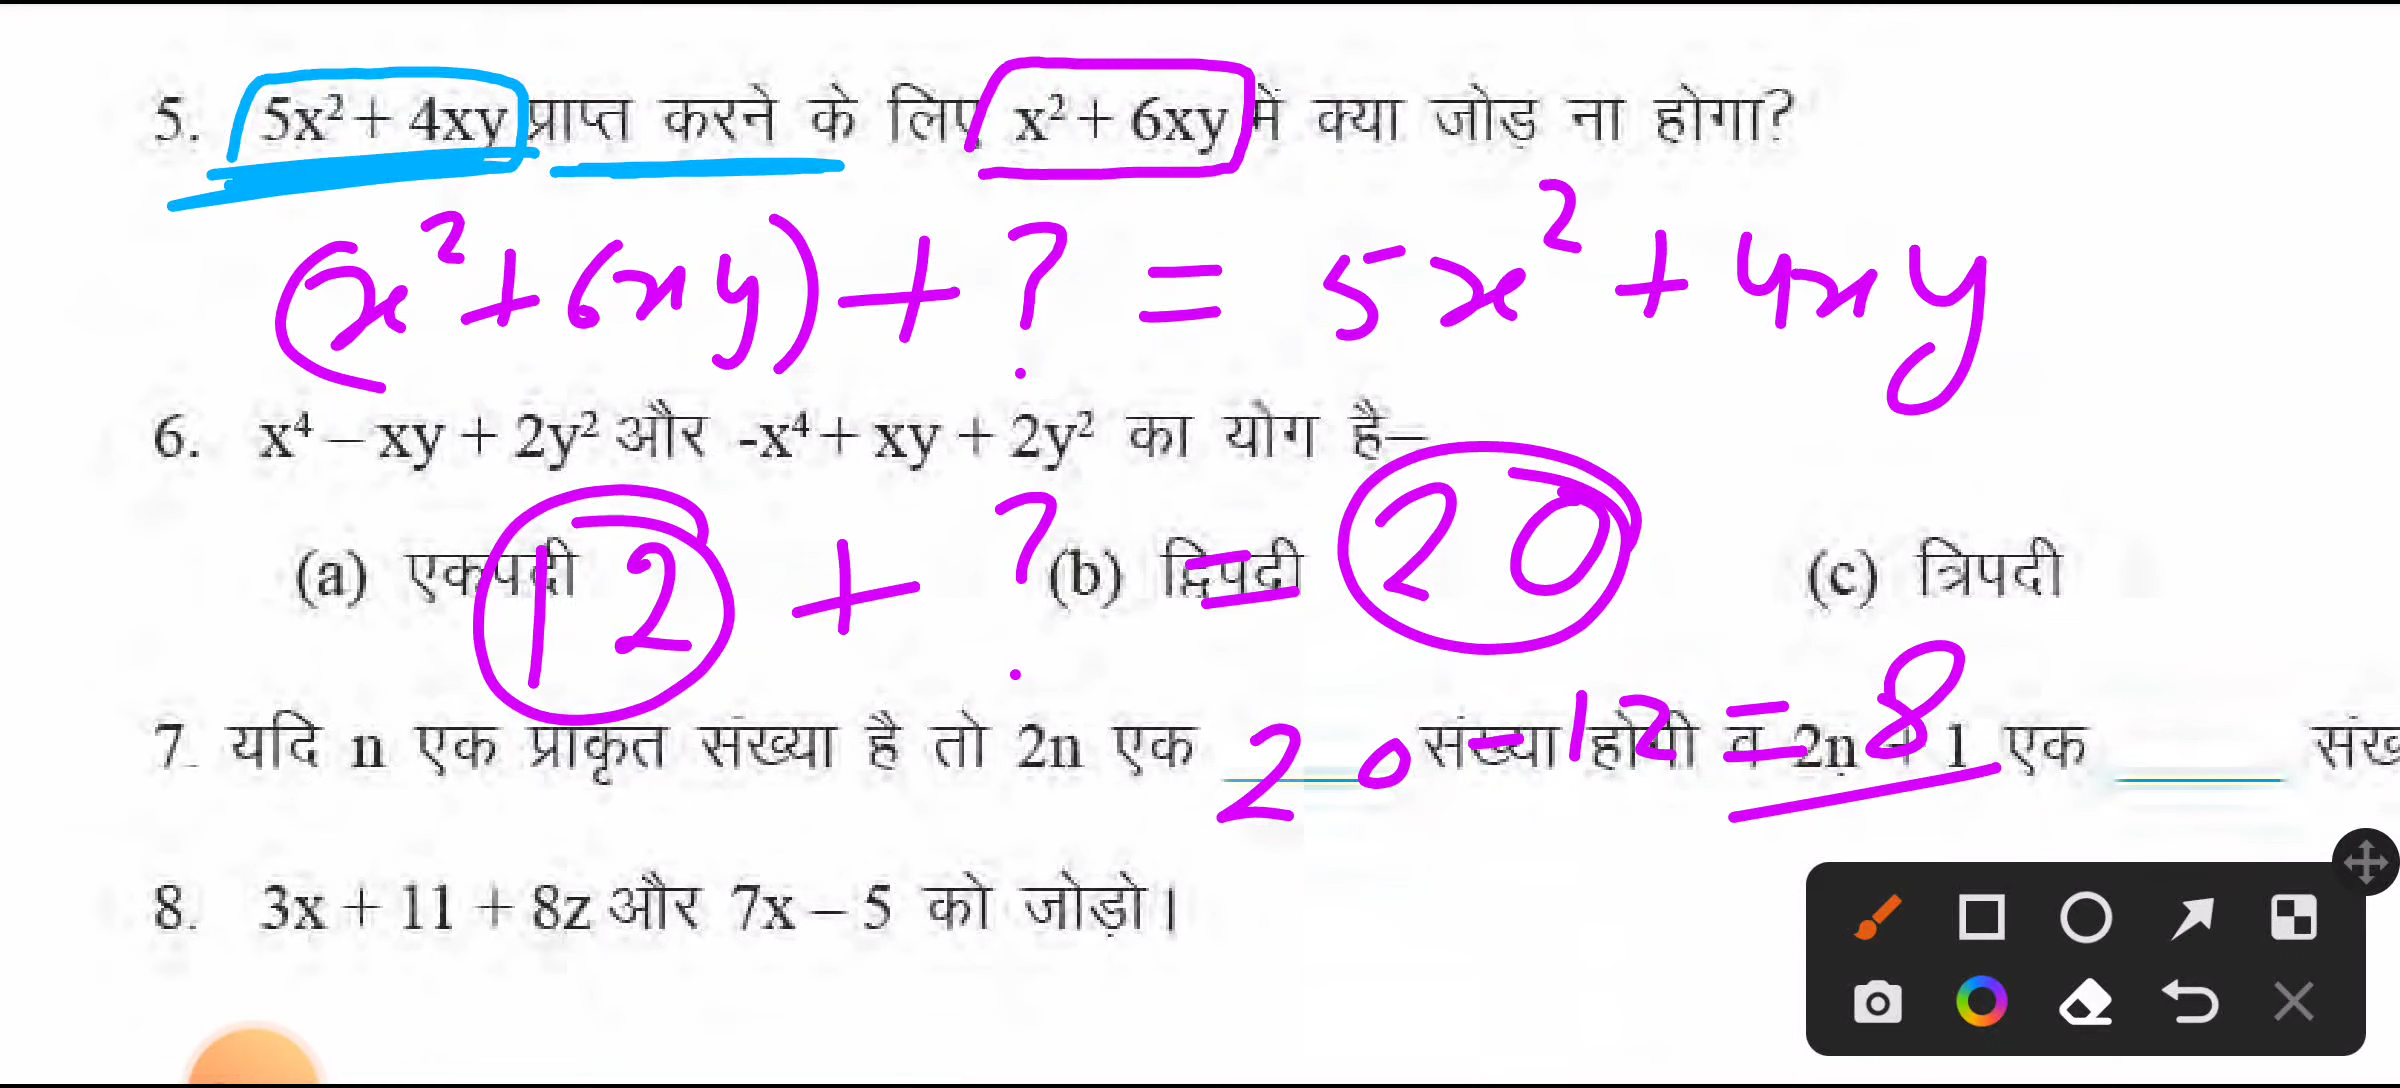 5. 5x²+ 4xy प्राप्त करने के लिए x²+ 6xy में क्या जोड़ ना होगा?
(x²+6xy)+ ? = 5x²+4xy
6. x⁴ – xy + 2y² और -x⁴+ xy + 2y² का योग है–
(a) एकपदी (b) द्विपदी (c) त्रिपदी
12 + ? = 20
7. यदि n एक प्राकृत संख्या है तो 2n एक ____ संख्या होगी व 2n + 1 एक ____ संख
20 - 12 = 8
8. 3x + 11 + 8z और 7x – 5 को जोड़ो।